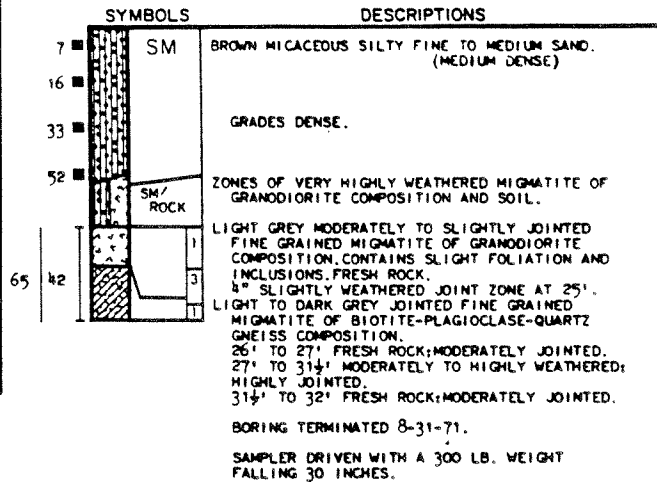 SYMBOLS DESCRIPTIONS
7 SM BROWN MICACEOUS SILTY FINE TO MEDIUM SAND.
(MEDIUM DENSE)
16
33 GRADES DENSE.
52
SM/
ROCK
ZONES OF VERY HIGHLY WEATHERED MIGMATITE OF
GRANODIORITE COMPOSITION AND SOIL.
LIGHT GREY MODERATELY TO SLIGHTLY JOINTED
1 FINE GRAINED MIGMATITE OF GRANODIORITE
COMPOSITION.CONTAINS SLIGHT FOLIATION AND
65 42 3 INCLUSIONS.FRESH ROCK.
4" SLIGHTLY WEATHERED JOINT ZONE AT 25'.
1 LIGHT TO DARK GREY JOINTED FINE GRAINED
MIGMATITE OF BIOTITE-PLAGIOCLASE-QUARTZ
GNEISS COMPOSITION.
26' TO 27' FRESH ROCK;MODERATELY JOINTED.
27' TO 31½' MODERATELY TO HIGHLY WEATHERED;
HIGHLY JOINTED.
31½' TO 32' FRESH ROCK;MODERATELY JOINTED.
BORING TERMINATED 8-31-71.
SAMPLER DRIVEN WITH A 300 LB. WEIGHT
FALLING 30 INCHES.